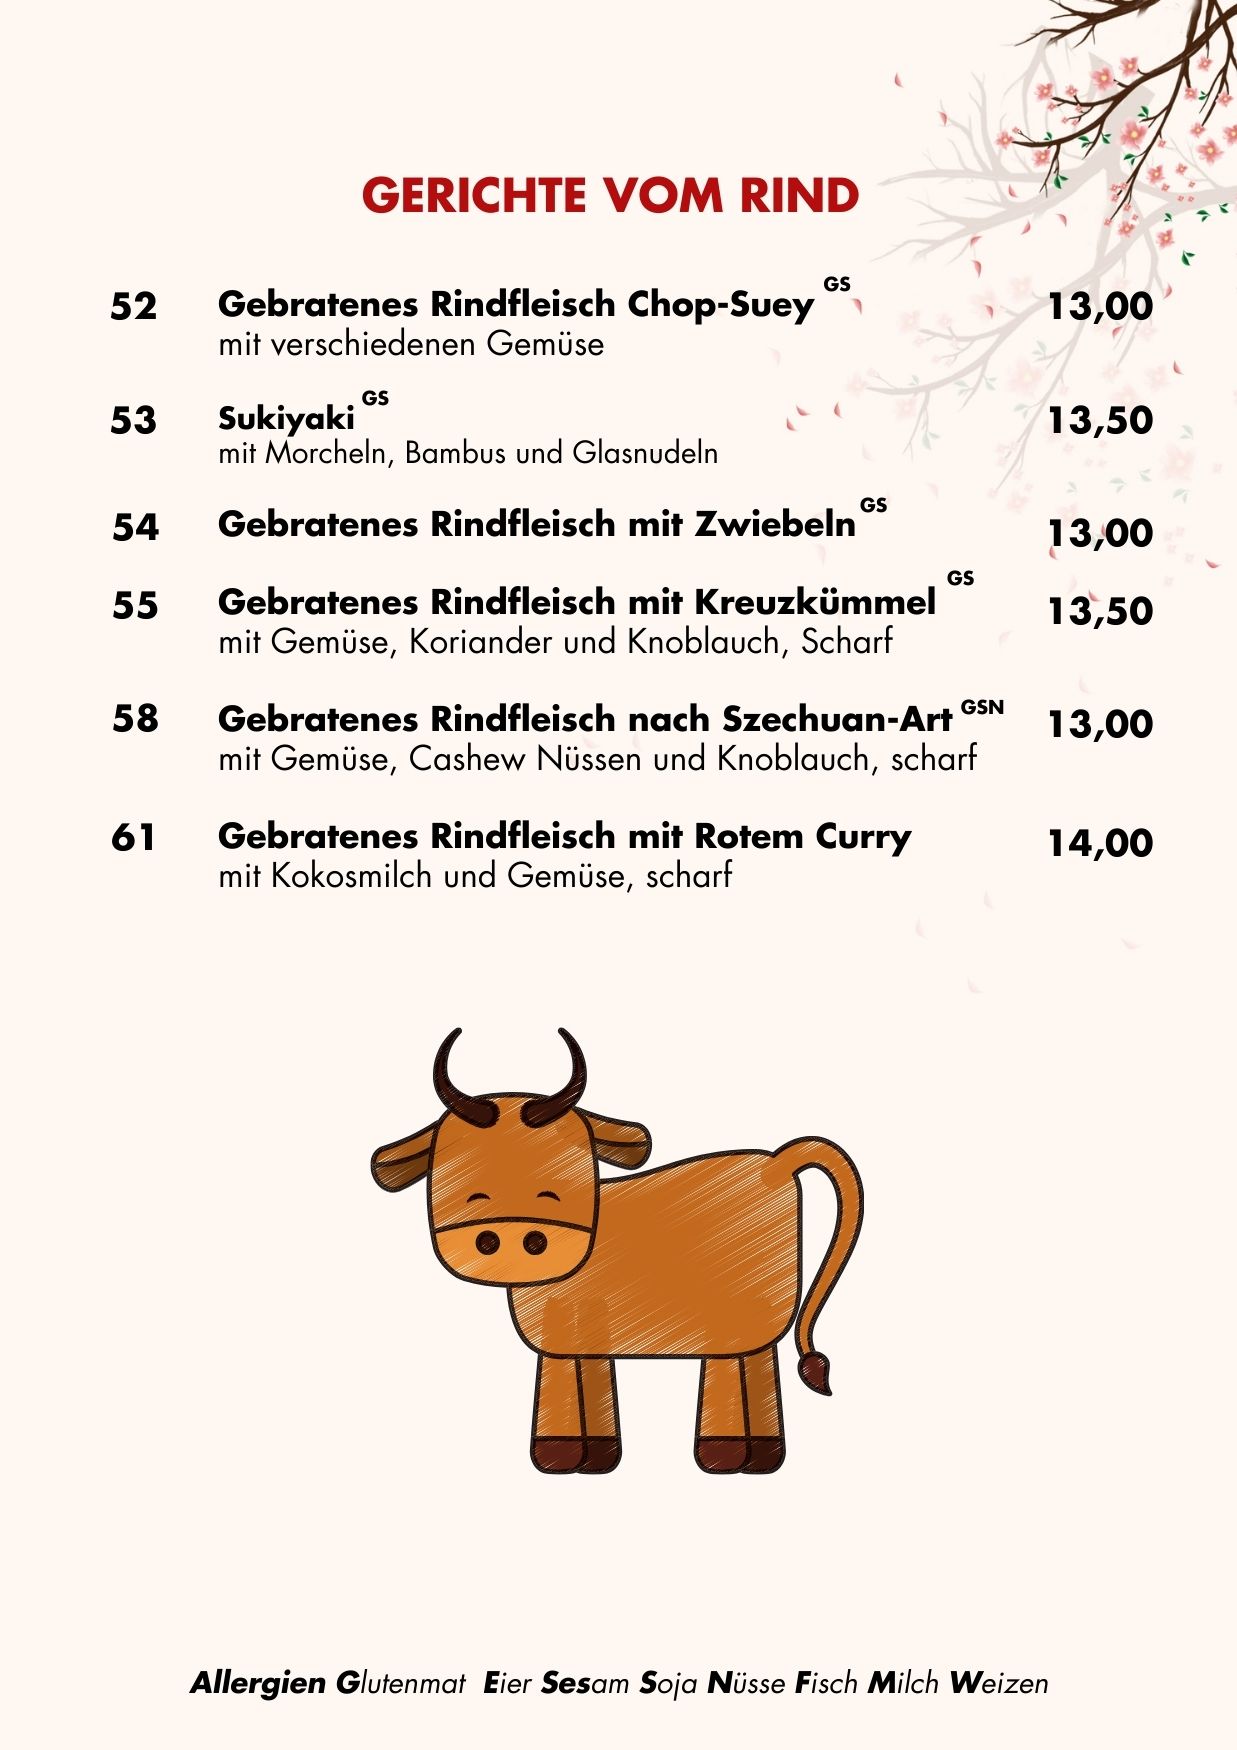 GERICHTE VOM RIND
52 Gebratenes Rindfleisch Chop-Suey GS 13,00
mit verschiedenen Gemüse
53 Sukiyaki GS 13,50
mit Morcheln, Bambus und Glasnudeln
54 Gebratenes Rindfleisch mit Zwiebeln GS 13,00
55 Gebratenes Rindfleisch mit Kreuzkümmel GS 13,50
mit Gemüse, Koriander und Knoblauch, Scharf
58 Gebratenes Rindfleisch nach Szechuan-Art GSN 13,00
mit Gemüse, Cashew Nüssen und Knoblauch, scharf
61 Gebratenes Rindfleisch mit Rotem Curry 14,00
mit Kokosmilch und Gemüse, scharf
Allergien Glutenmat Eier Sesam Soja Nüsse Fisch Milch Weizen